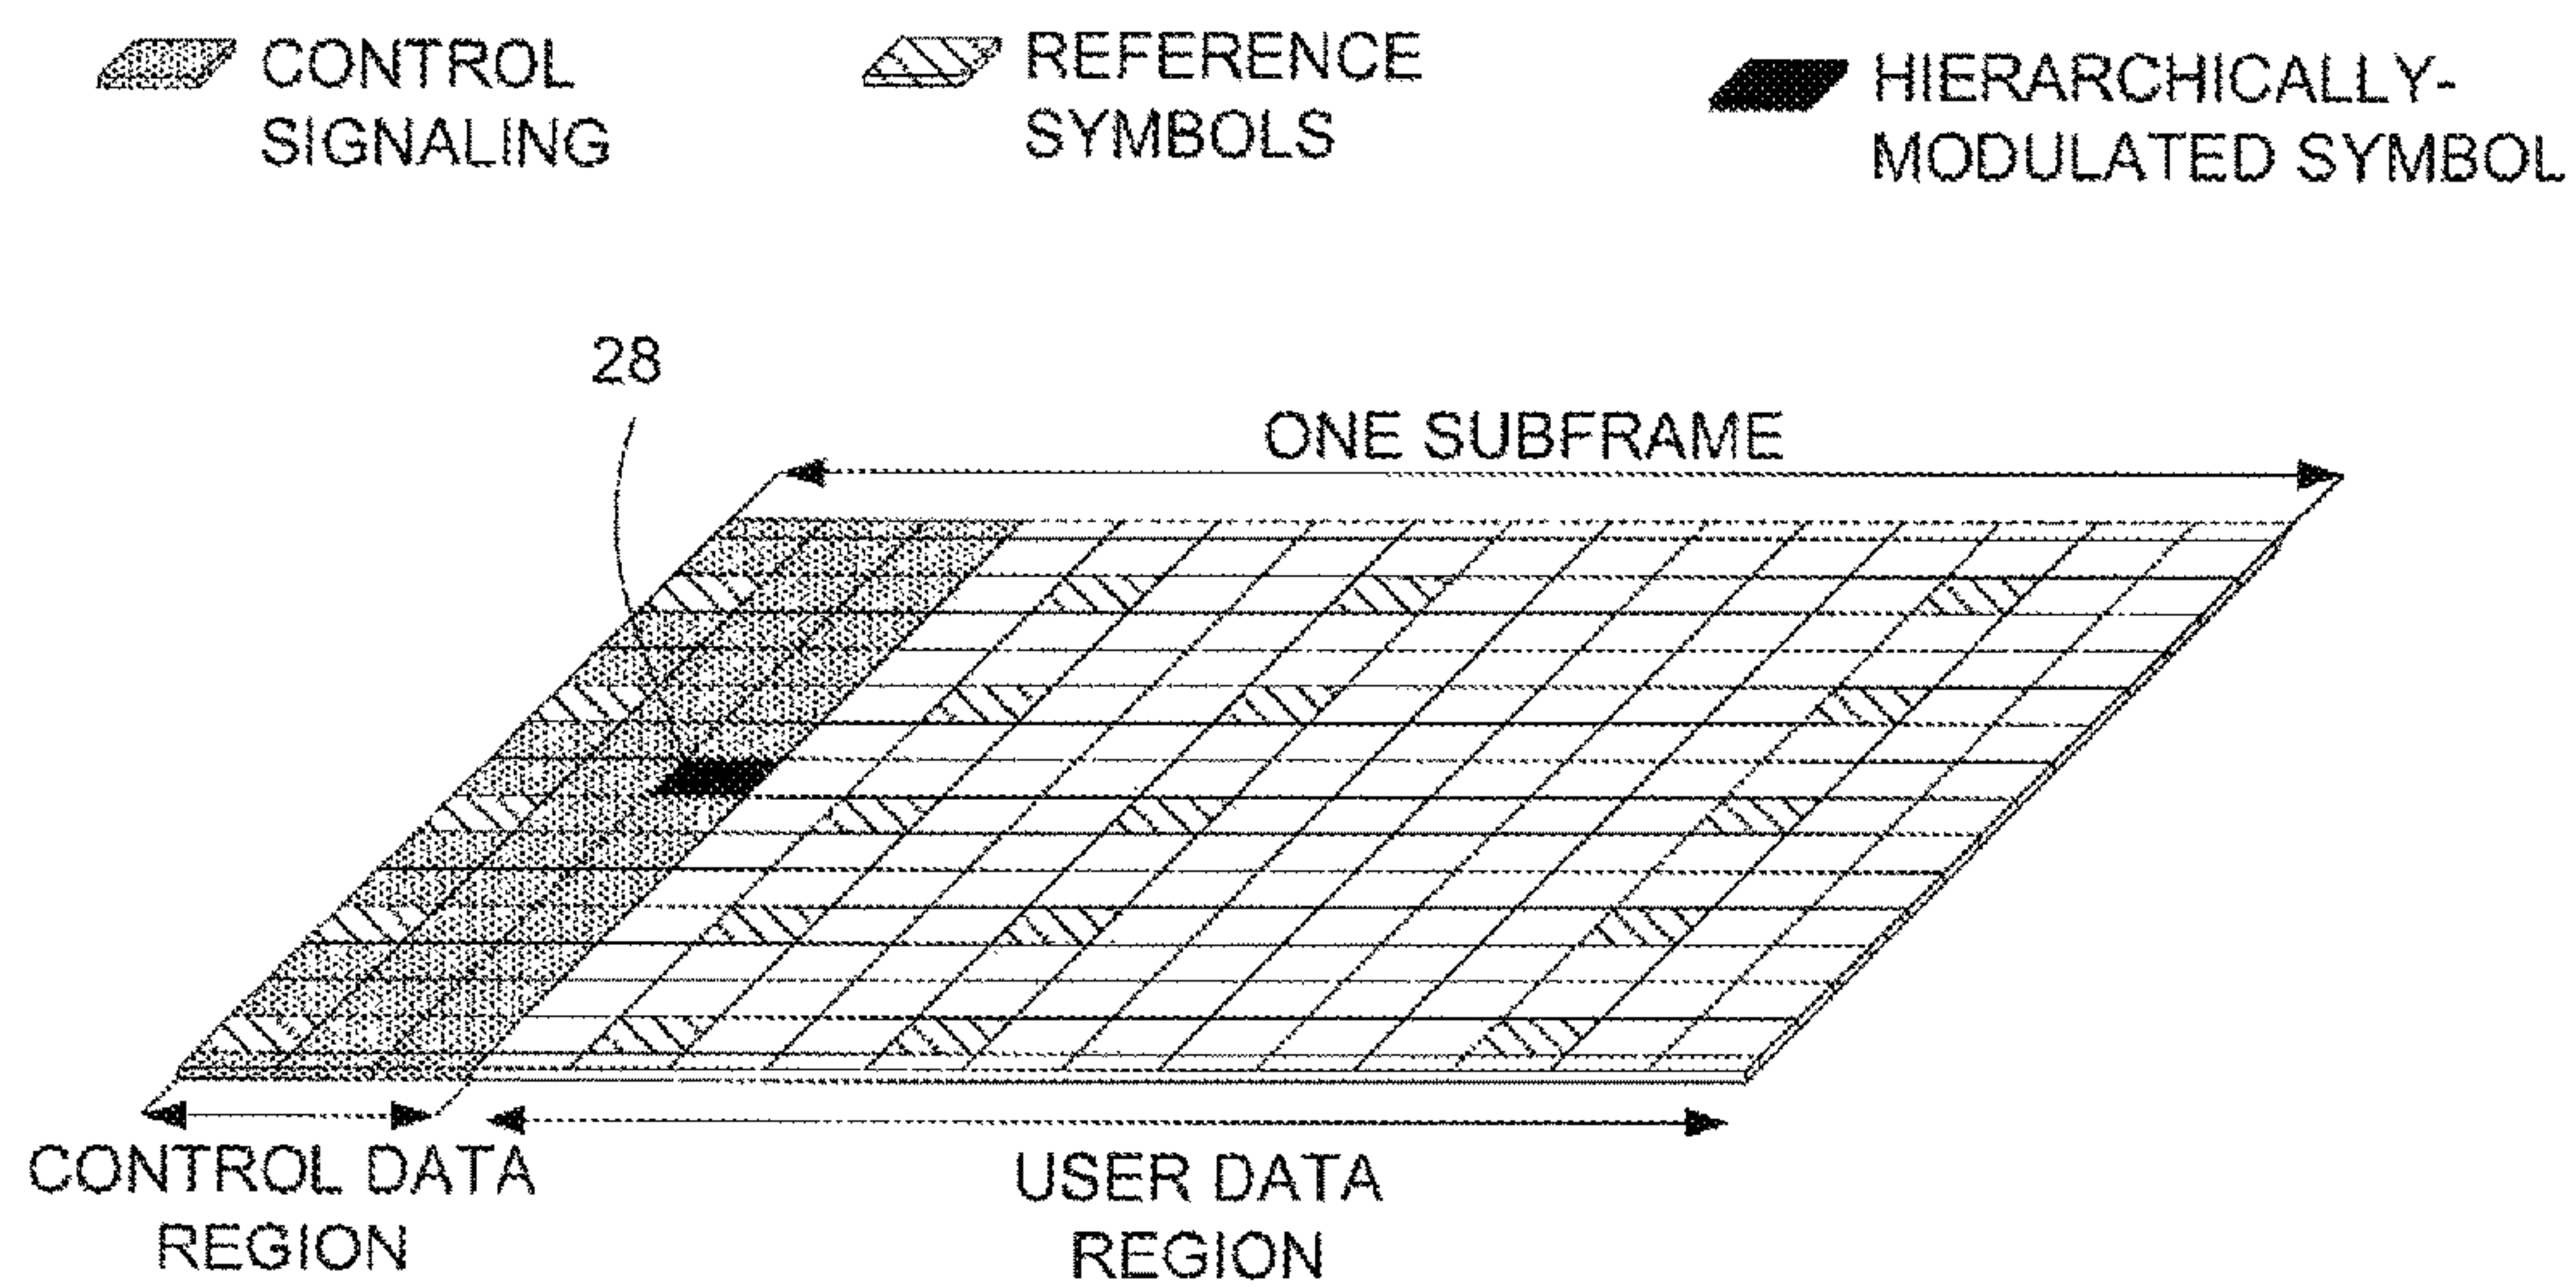 CONTROL
SIGNALING
REFERENCE
SYMBOLS
HIERARCHICALLY-
MODULATED SYMBOL
28
ONE SUBFRAME
CONTROL DATA
REGION
USER DATA
REGION